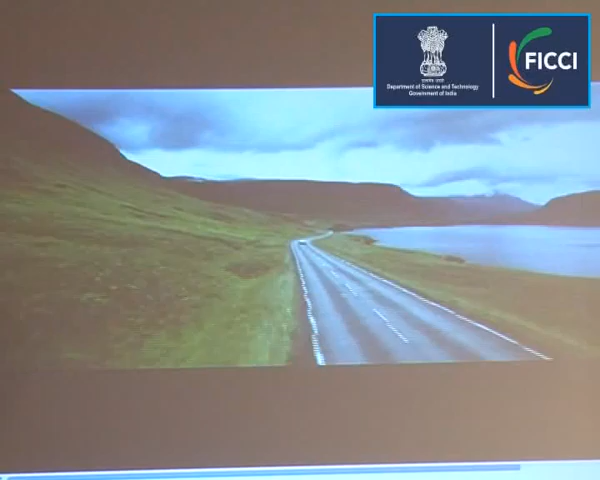 Department of Science and Technology
Government of India
FICCI